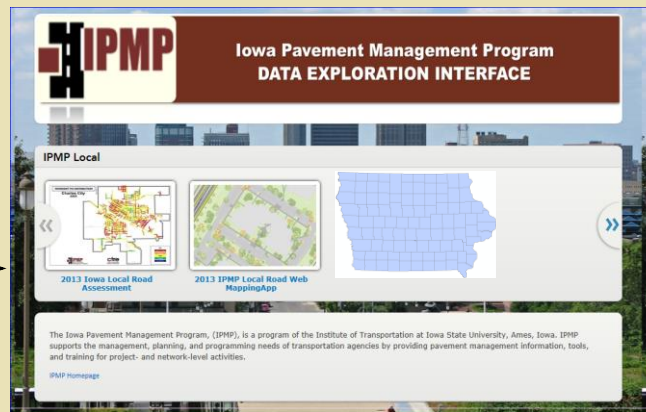 IPMP
Iowa Pavement Management Program
DATA EXPLORATION INTERFACE
IPMP Local
Charles City
2013 Iowa Local Road
Assessment
2013 IPMP Local Road Web
MappingApp
The Iowa Pavement Management Program, (IPMP), is a program of the Institute of Transportation at Iowa State University, Ames, Iowa. IPMP
supports the management, planning, and programming needs of transportation agencies by providing pavement management information, tools,
and training for project- and network-level activities.
IPMP Homepage